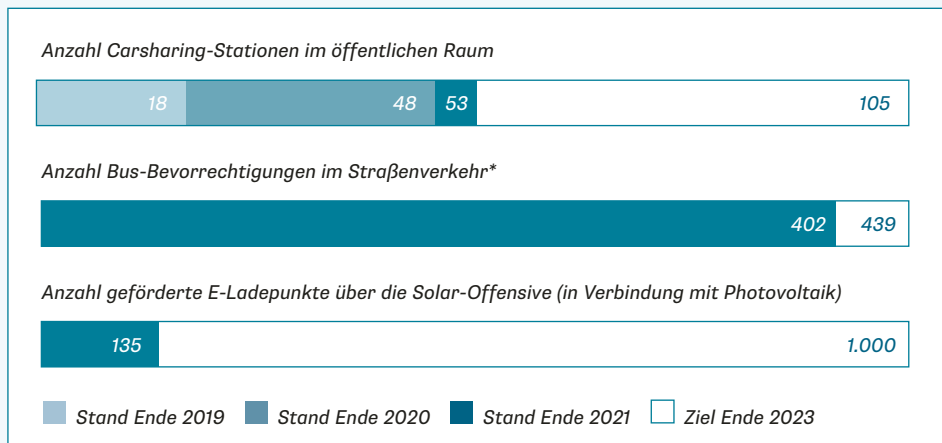 Anzahl Carsharing-Stationen im öffentlichen Raum
18 48 53 105
Anzahl Bus-Bevorrechtigungen im Straßenverkehr*
402 439
Anzahl geförderte E-Ladepunkte über die Solar-Offensive (in Verbindung mit Photovoltaik)
135 1.000
Stand Ende 2019 Stand Ende 2020 Stand Ende 2021 Ziel Ende 2023